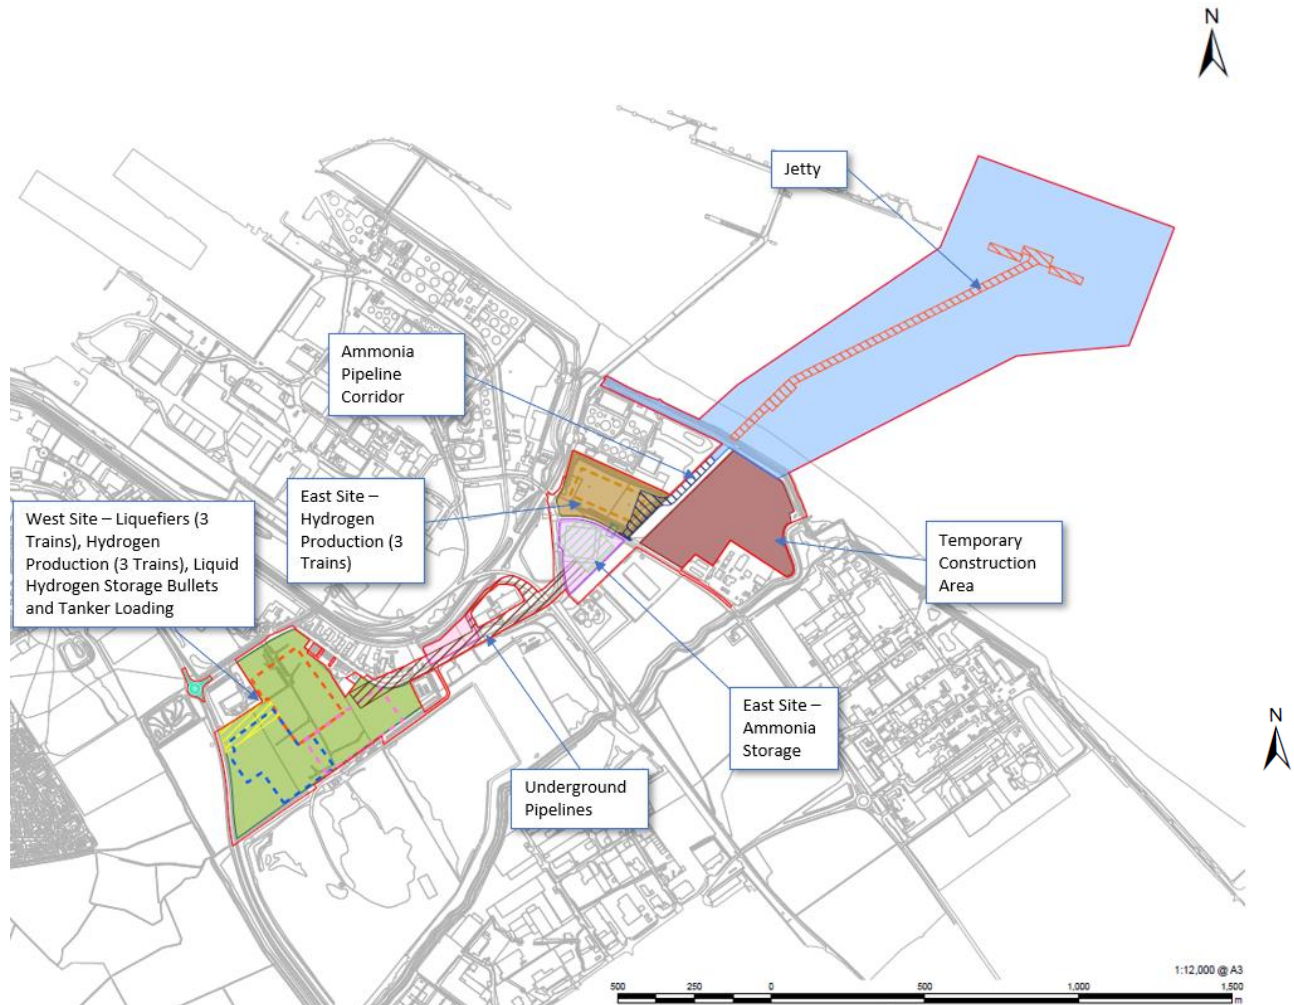 N
Jetty
Ammonia
Pipeline
Corridor
East Site –
Hydrogen
Production (3
Trains)
West Site – Liquefiers (3
Trains), Hydrogen
Production (3 Trains), Liquid
Hydrogen Storage Bullets
and Tanker Loading
Temporary
Construction
Area
East Site –
Ammonia
Storage
N
Underground
Pipelines
1:12,000 @ A3
500 250 0 500 1,000 1,500
m